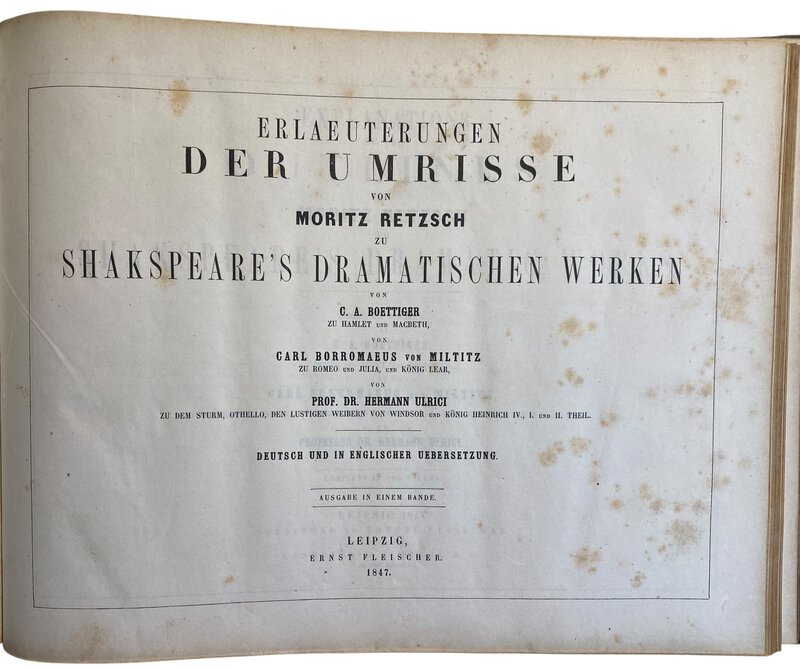 ERLAEUTERUNGEN
DER UMRISSE
VON
MORITZ RETZSCH
ZU
SHAKSPEARE'S DRAMATISCHEN WERKEN
VON
C. A. BOETTIGER
ZU HAMLET UND MACBETH,
VON
CARL BORROMAEUS VON MILTITZ
ZU ROMEO UND JULIA, UND KÖNIG LEAR,
VON
PROF. DR. HERMANN ULRICI
ZU DEM STURM, OTHELLO, DEN LUSTIGEN WEIBERN VON WINDSOR UND KÖNIG HEINRICH IV., I. UND II. THEIL.
DEUTSCH UND IN ENGLISCHER UEBERSETZUNG.
AUSGABE IN EINEM BANDE.
LEIPZIG,
ERNST FLEISCHER.
1847.